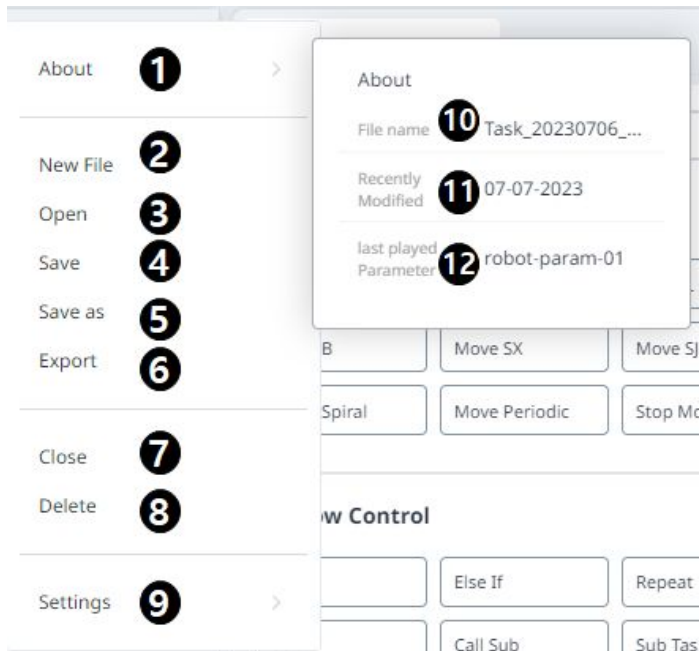 About 1
New File 2
Open 3
Save 4
Save as 5
Export 6
Close 7
Delete 8
Settings 9
About
File name 10 Task_20230706_...
Recently
Modified 11 07-07-2023
last played
Parameter 12 robot-param-01
B Move SX Move SJ
Spiral Move Periodic Stop Mo
ow Control
Else If Repeat
Call Sub Sub Tas